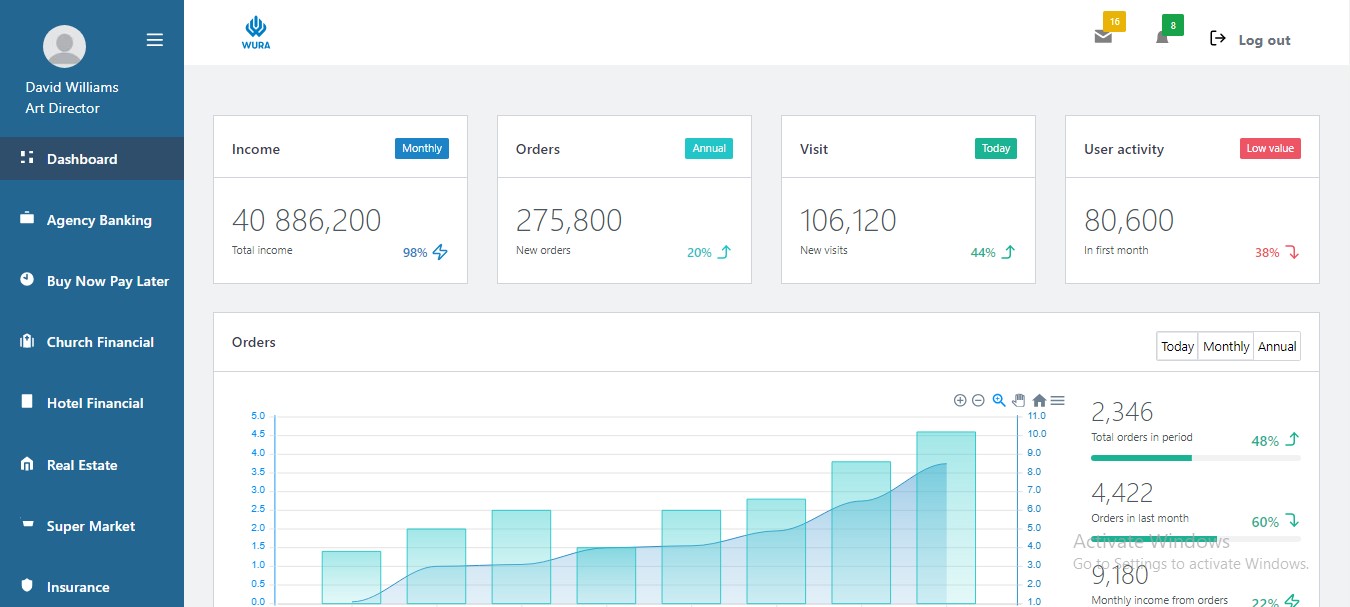 David Williams
Art Director
Dashboard
Agency Banking
Buy Now Pay Later
Church Financial
Hotel Financial
Real Estate
Super Market
Insurance
WURA
16
8
Log out
Income Monthly
40 886,200
Total income 98%
Orders Annual
275,800
New orders 20%
Visit Today
106,120
New visits 44%
User activity Low value
80,600
In first month 38%
Orders Today Monthly Annual
5.0 11.0
4.5 10.0
4.0 9.0
3.5 8.0
3.0 7.0
2.5 6.0
2.0 5.0
1.5 4.0
1.0 3.0
0.5 2.0
0.0 1.0
2,346
Total orders in period 48%
4,422
Orders in last month 60%
Activate Windows
Go to Settings to activate Windows.
9,180
Monthly income from orders 22%